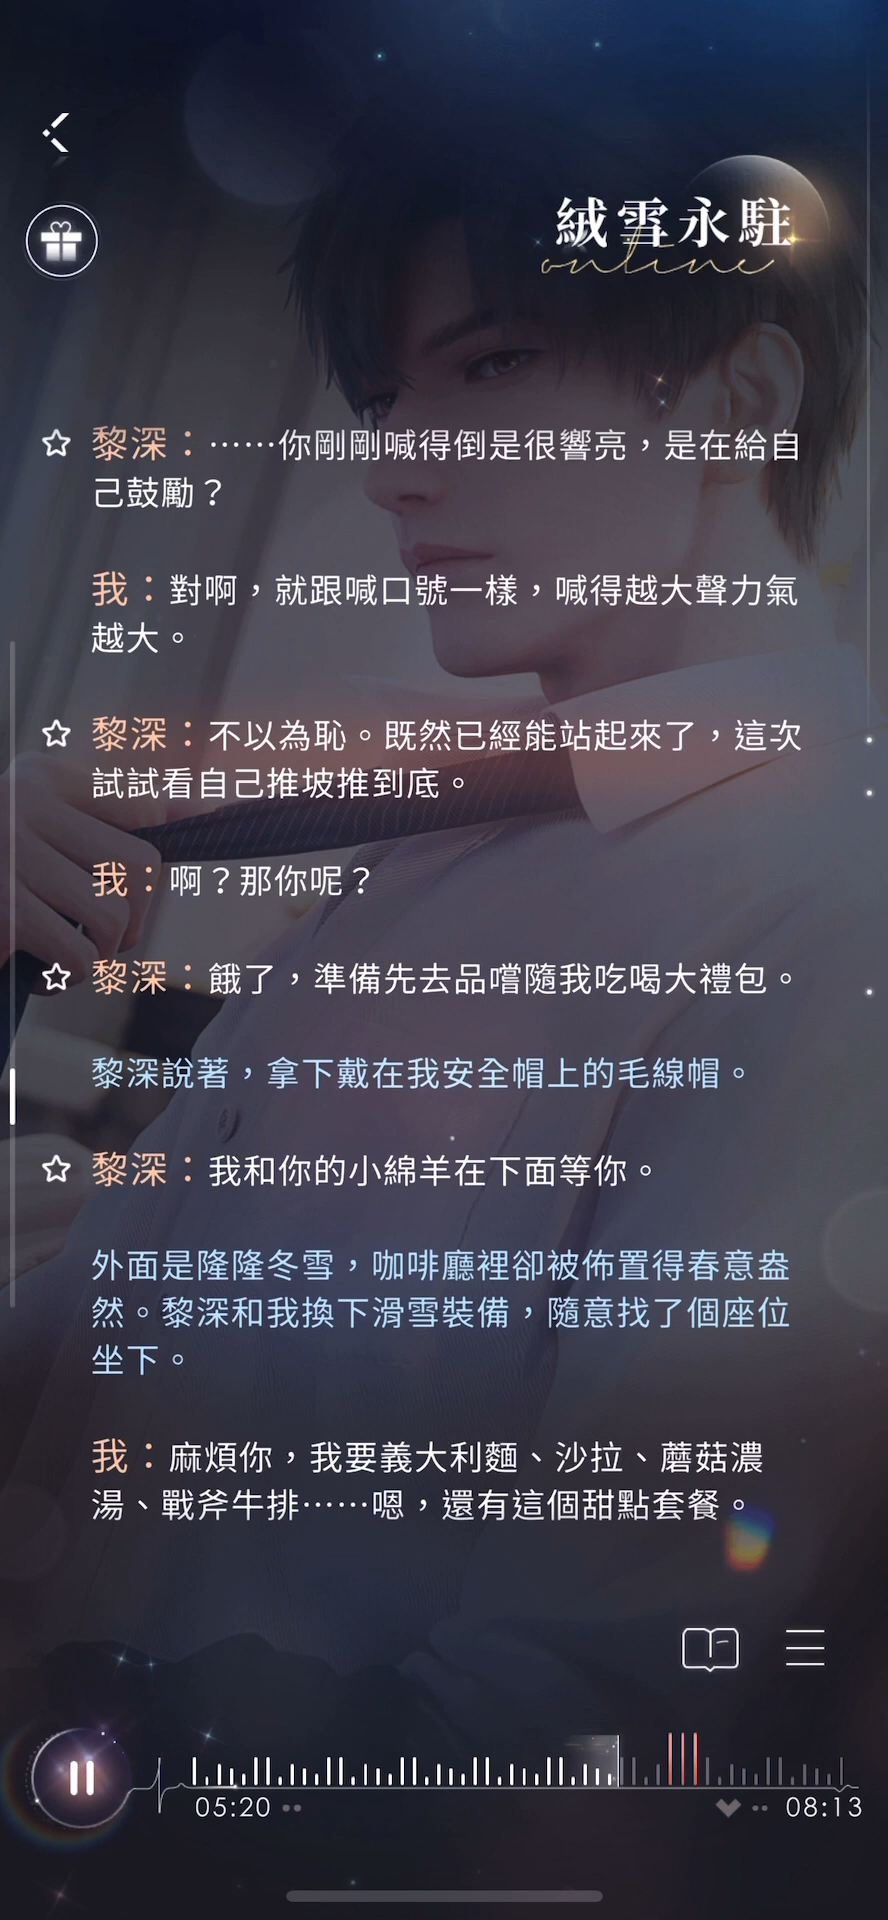 絨雪永駐
online
黎深：……你剛剛喊得倒是很響亮，是在給自
己鼓勵？
我：對啊，就跟喊口號一樣，喊得越大聲力氣
越大。
黎深：不以為恥。既然已經能站起來了，這次
試試看自己推坡推到底。
我：啊？那你呢？
黎深：餓了，準備先去品嚐隨我吃喝大禮包。
黎深說著，拿下戴在我安全帽上的毛線帽。
黎深：我和你的小綿羊在下面等你。
外面是隆隆冬雪，咖啡廳裡卻被佈置得春意盎
然。黎深和我換下滑雪裝備，隨意找了個座位
坐下。
我：麻煩你，我要義大利麵、沙拉、蘑菇濃
湯、戰斧牛排……嗯，還有這個甜點套餐。
05:20
08:13